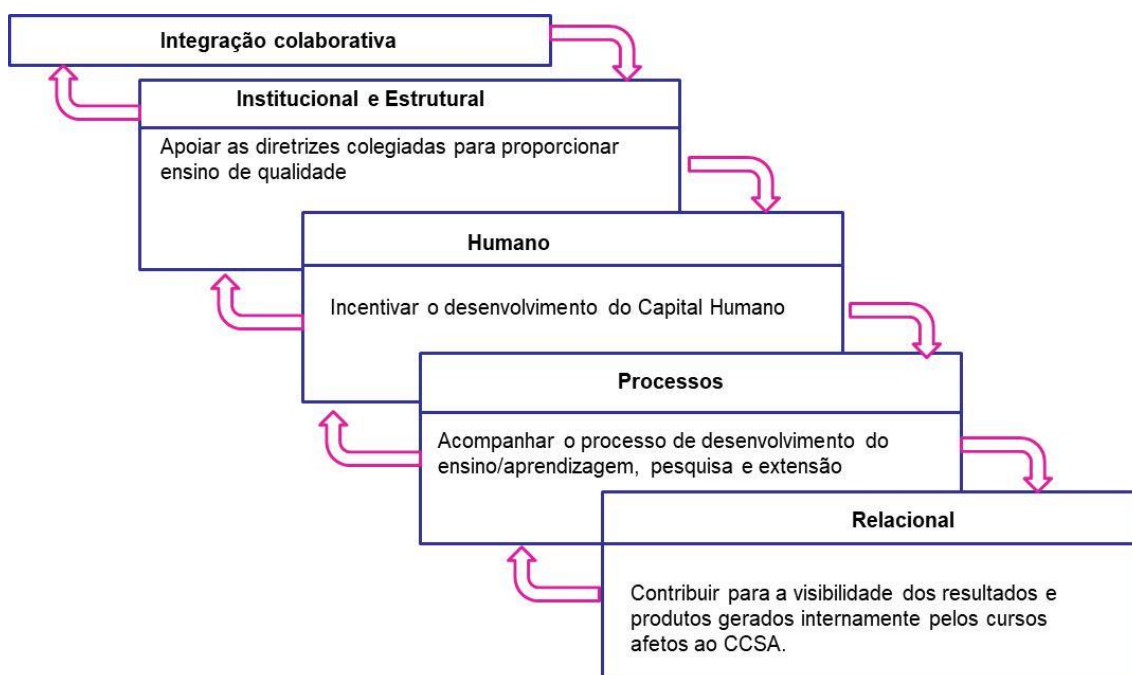 Integração colaborativa
Institucional e Estrutural
Apoiar as diretrizes colegiadas para proporcionar
ensino de qualidade
Humano
Incentivar o desenvolvimento do Capital Humano
Processos
Acompanhar o processo de desenvolvimento do
ensino/aprendizagem, pesquisa e extensão
Relacional
Contribuir para a visibilidade dos resultados e
produtos gerados internamente pelos cursos
afetos ao CCSA.